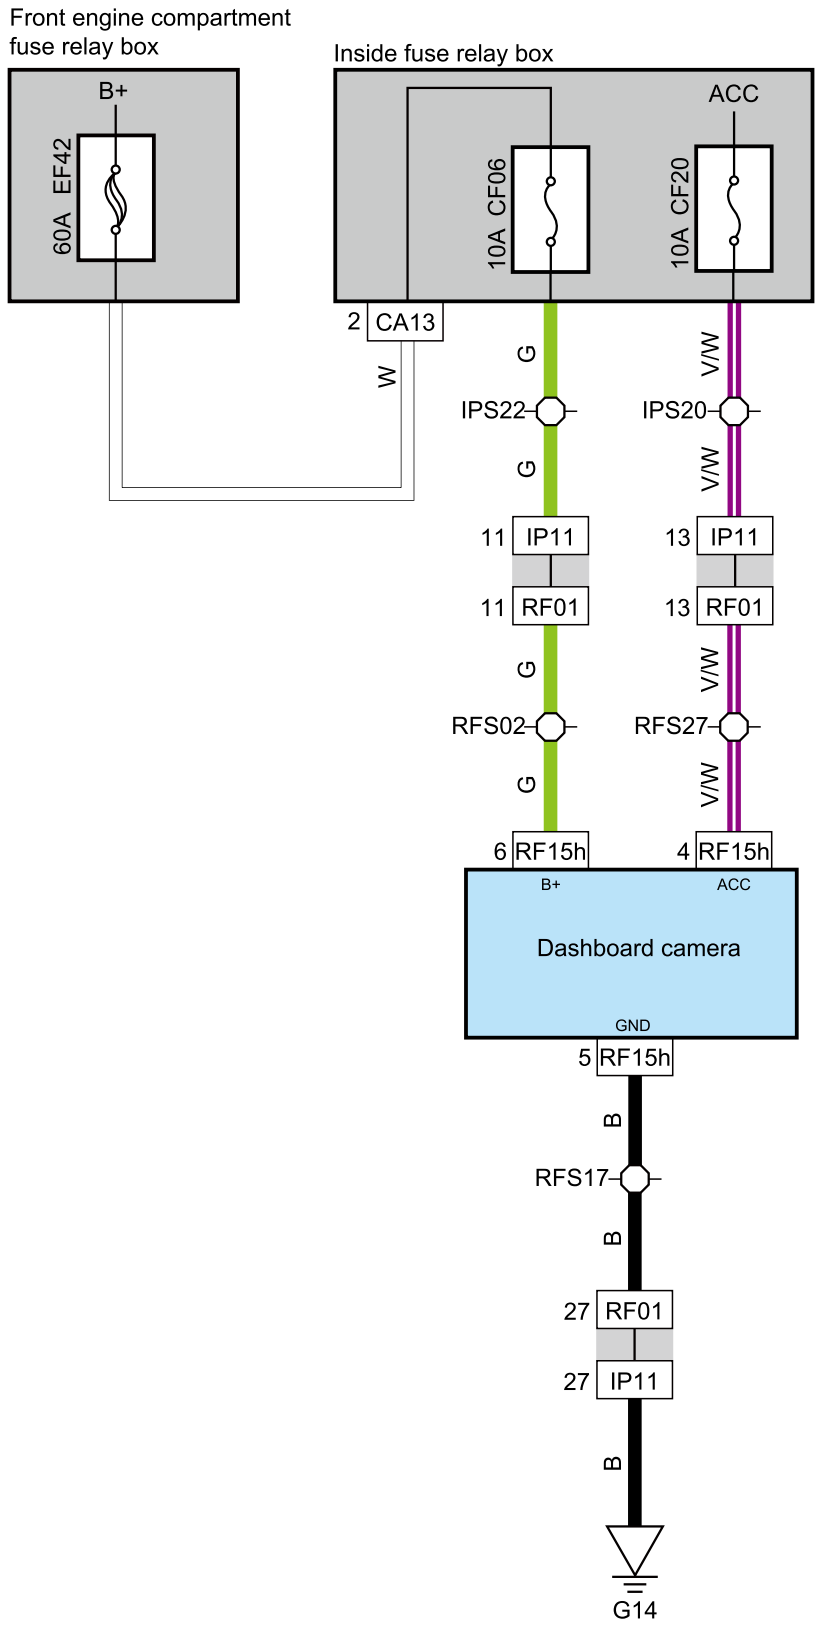 Front engine compartment
fuse relay box
Inside fuse relay box
B+
60A EF42
10A CF06
ACC
10A CF20
2 CA13
W
G
V/W
IPS22
IPS20
G
V/W
11 IP11
13 IP11
11 RF01
13 RF01
G
V/W
RFS02
RFS27
G
V/W
6 RF15h
4 RF15h
B+
ACC
Dashboard camera
GND
5 RF15h
B
RFS17
B
27 RF01
27 IP11
B
G14